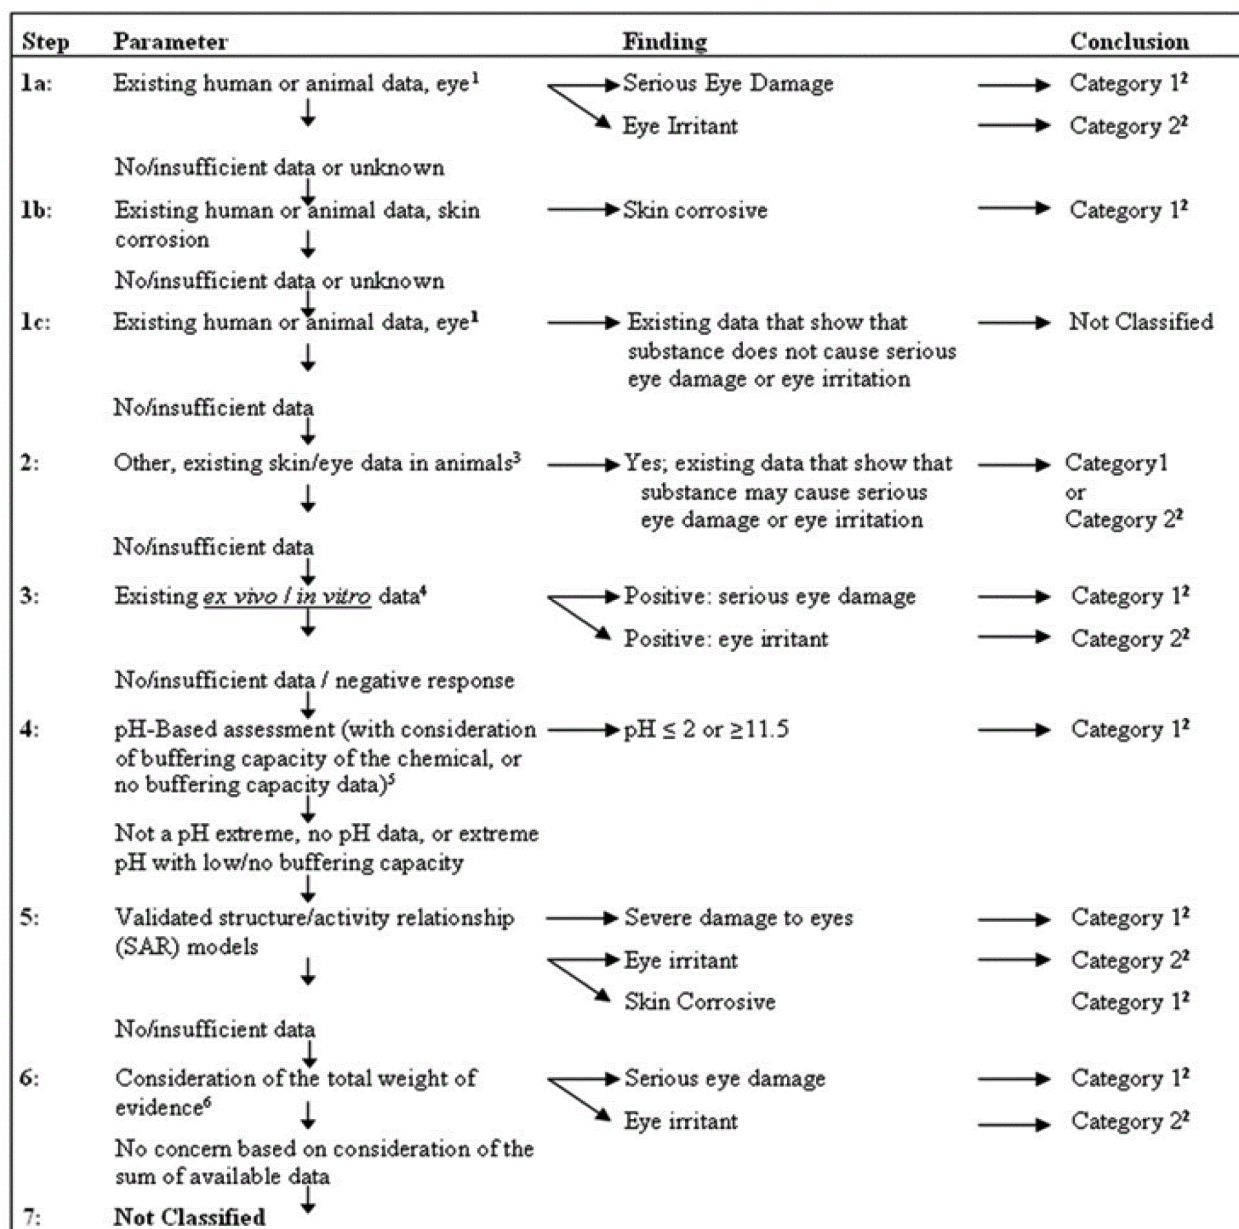 Step Parameter Finding Conclusion
1a: Existing human or animal data, eye¹ Serious Eye Damage Category 1²
Eye Irritant Category 2²
No/insufficient data or unknown
1b: Existing human or animal data, skin Skin corrosive Category 1²
corrosion
No/insufficient data or unknown
1c: Existing human or animal data, eye¹ Existing data that show that Not Classified
substance does not cause serious
eye damage or eye irritation
No/insufficient data
2: Other, existing skin/eye data in animals³ Yes; existing data that show that Category1
substance may cause serious or
eye damage or eye irritation Category 2²
No/insufficient data
3: Existing ex vivo / in vitro data⁴ Positive: serious eye damage Category 1²
Positive: eye irritant Category 2²
No/insufficient data / negative response
4: pH-Based assessment (with consideration pH ≤ 2 or ≥11.5 Category 1²
of buffering capacity of the chemical, or
no buffering capacity data)⁵
Not a pH extreme, no pH data, or extreme
pH with low/no buffering capacity
5: Validated structure/activity relationship Severe damage to eyes Category 1²
(SAR) models
Eye irritant Category 2²
Skin Corrosive Category 1²
No/insufficient data
6: Consideration of the total weight of Serious eye damage Category 1²
evidence⁶
Eye irritant Category 2²
No concern based on consideration of the
sum of available data
7: Not Classified